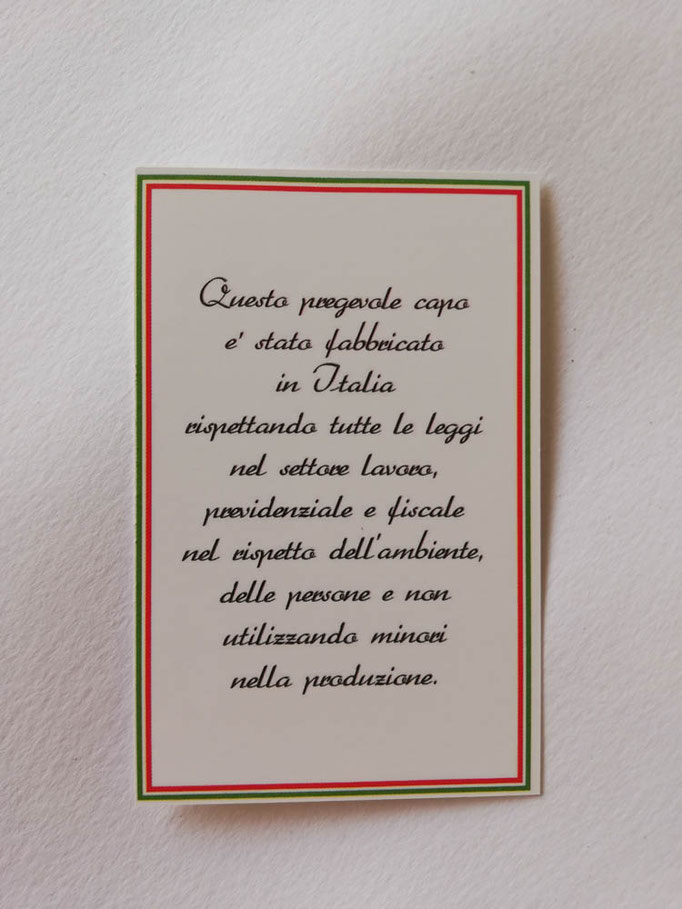 Questo pregevole capo
e' stato fabbricato
in Italia
rispettando tutte le leggi
nel settore lavoro,
previdenziale e fiscale
nel rispetto dell'ambiente,
delle persone e non
utilizzando minori
nella produzione.